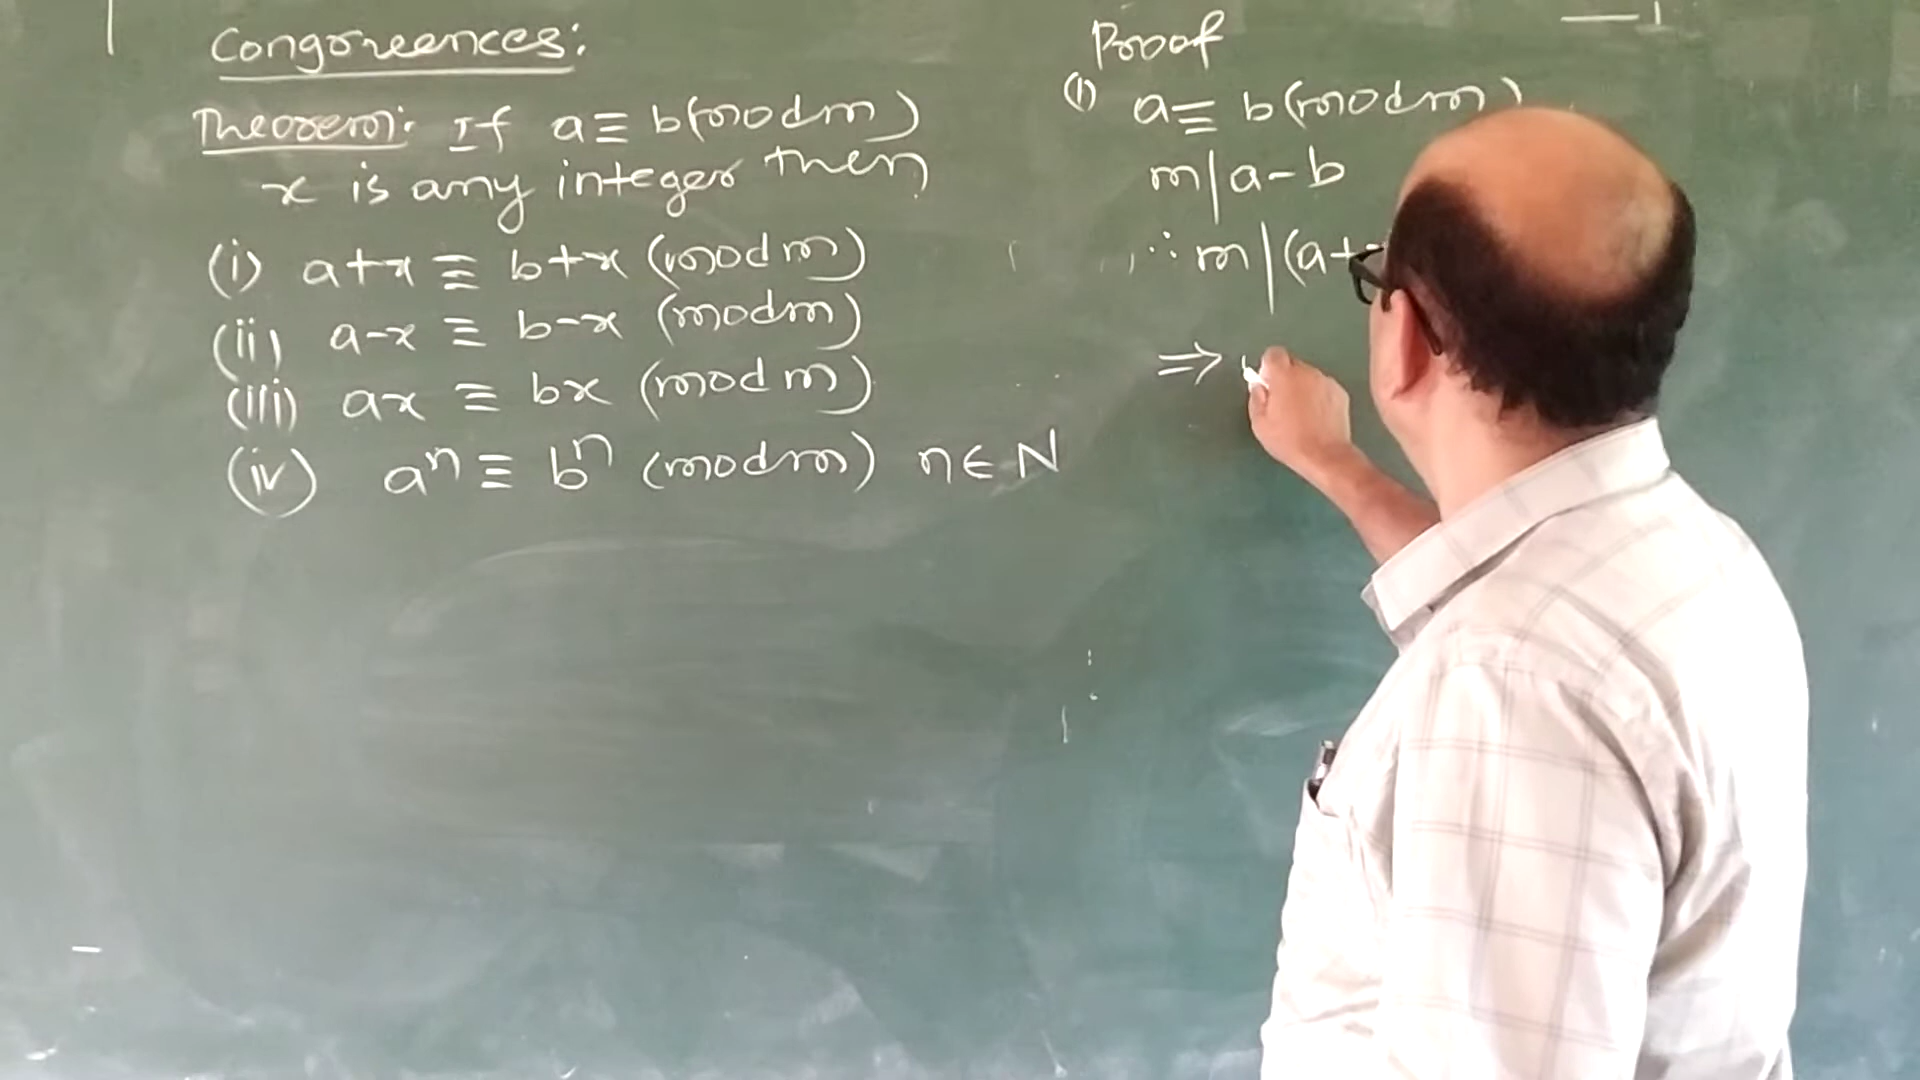 Congruences:
Theorem: If a ≡ b(mod m)
x is any integer then
(i) a+x ≡ b+x (mod m)
(ii) a-x ≡ b-x (mod m)
(iii) ax ≡ bx (mod m)
(iv) aⁿ ≡ bⁿ (mod m) n∈N
Proof
(1) a ≡ b(mod m)
m|a-b
∴ m|(a+
⇒